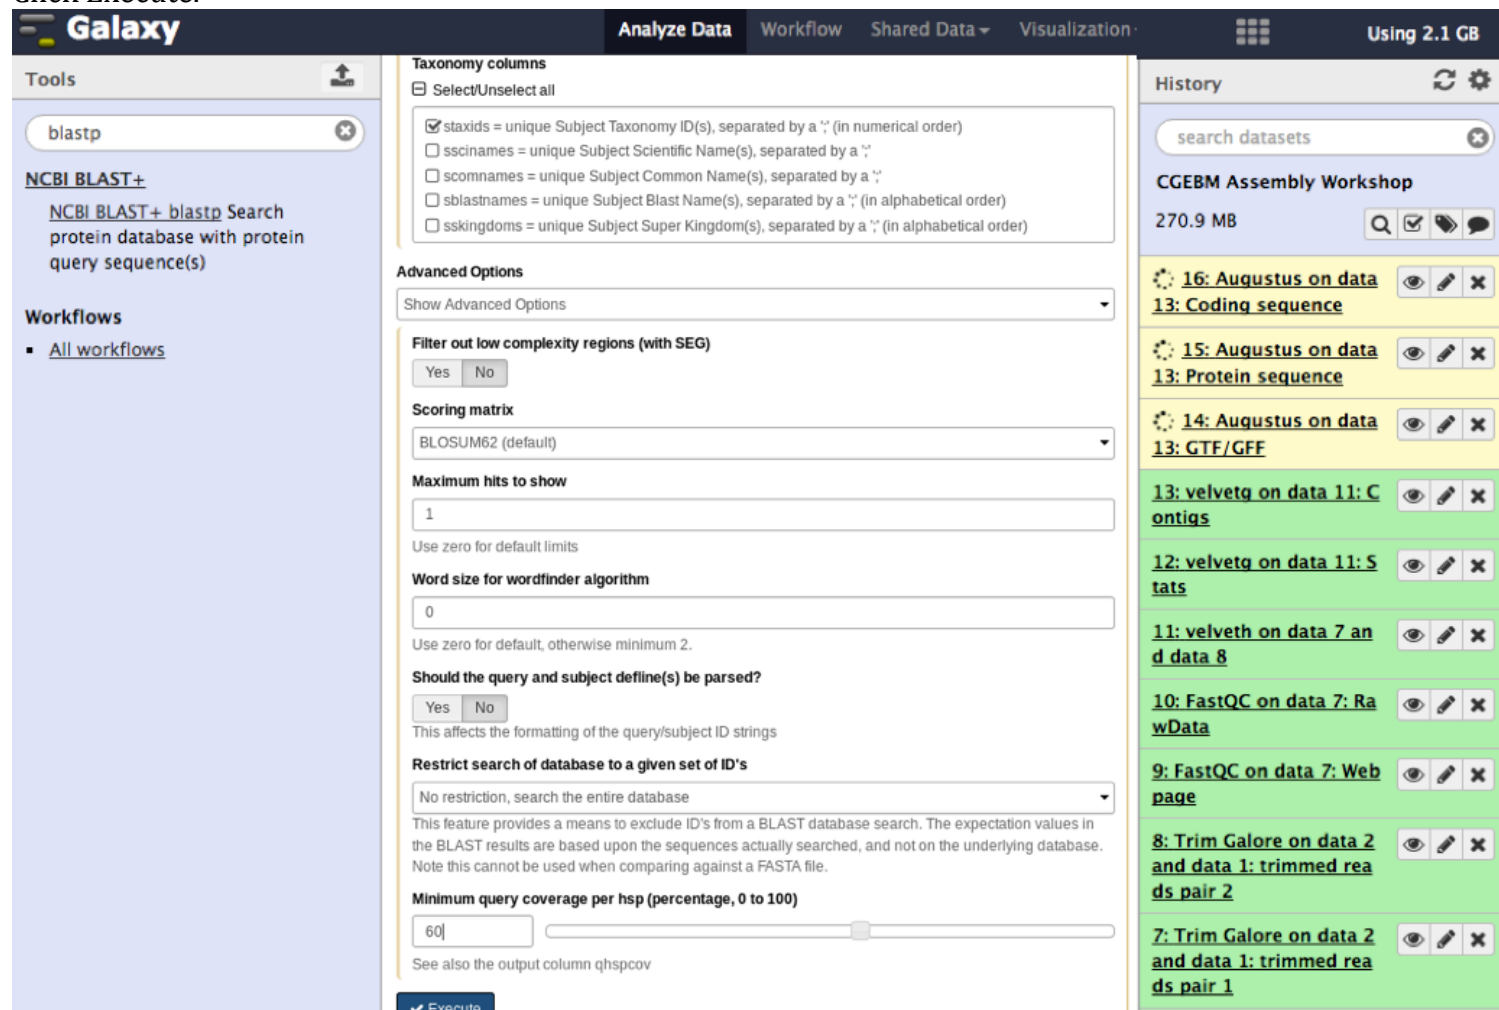 Click Execute.
Galaxy
Analyze Data
Workflow
Shared Data
Visualization
Using 2.1 GB
Tools
blastp
NCBI BLAST+
NCBI BLAST+ blastp Search
protein database with protein
query sequence(s)
Workflows
All workflows
Taxonomy columns
Select/Unselect all
staxids = unique Subject Taxonomy ID(s), separated by a ';' (in numerical order)
sscinames = unique Subject Scientific Name(s), separated by a ';'
scomnames = unique Subject Common Name(s), separated by a ';'
sblastnames = unique Subject Blast Name(s), separated by a ';' (in alphabetical order)
sskingdoms = unique Subject Super Kingdom(s), separated by a ';' (in alphabetical order)
Advanced Options
Show Advanced Options
Filter out low complexity regions (with SEG)
Yes No
Scoring matrix
BLOSUM62 (default)
Maximum hits to show
1
Use zero for default limits
Word size for wordfinder algorithm
0
Use zero for default, otherwise minimum 2.
Should the query and subject defline(s) be parsed?
Yes No
This affects the formatting of the query/subject ID strings
Restrict search of database to a given set of ID's
No restriction, search the entire database
This feature provides a means to exclude ID's from a BLAST database search. The expectation values in
the BLAST results are based upon the sequences actually searched, and not on the underlying database.
Note this cannot be used when comparing against a FASTA file.
Minimum query coverage per hsp (percentage, 0 to 100)
60
See also the output column qhspcov
Execute
History
search datasets
CGEBM Assembly Workshop
270.9 MB
16: Augustus on data
13: Coding sequence
15: Augustus on data
13: Protein sequence
14: Augustus on data
13: GTF/GFF
13: velvetg on data 11: C
ontigs
12: velvetg on data 11: S
tats
11: velveth on data 7 an
d data 8
10: FastQC on data 7: Ra
wData
9: FastQC on data 7: Web
page
8: Trim Galore on data 2
and data 1: trimmed rea
ds pair 2
7: Trim Galore on data 2
and data 1: trimmed rea
ds pair 1